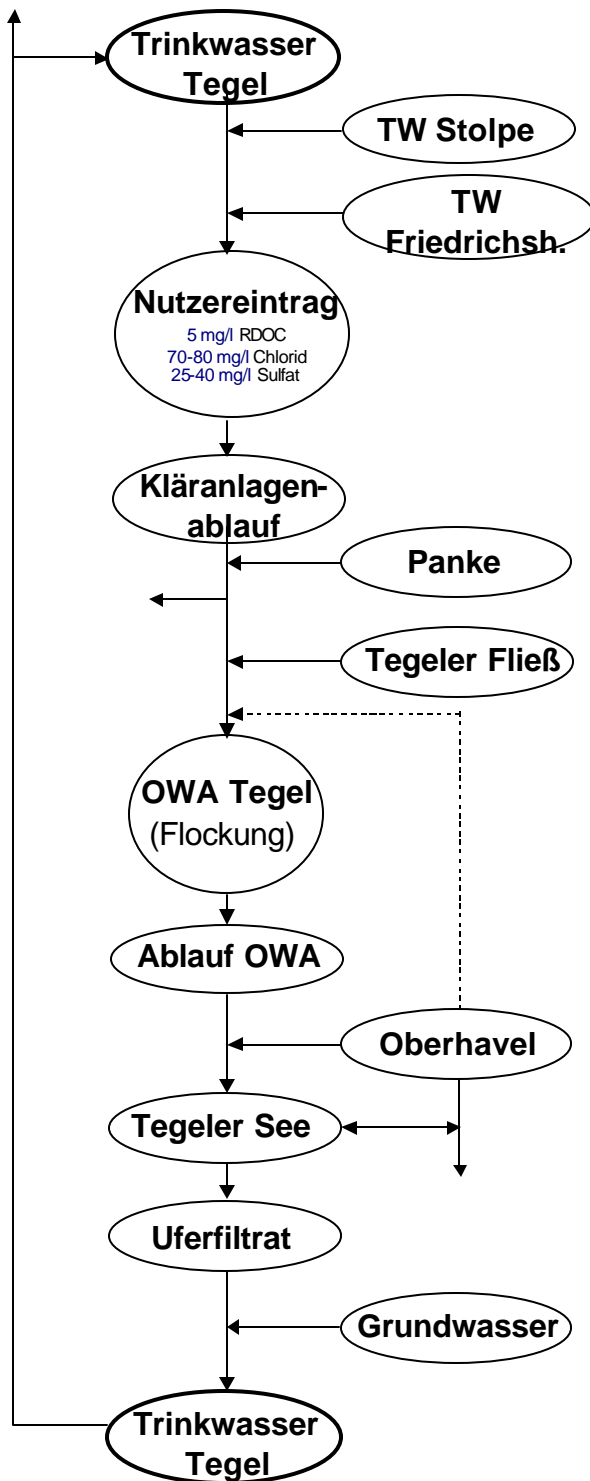 Trinkwasser
Tegel
TW Stolpe
TW
Friedrichsh.
Nutzereintrag
5 mg/l RDOC
70-80 mg/l Chlorid
25-40 mg/l Sulfat
Kläranlagen-
ablauf
Panke
Tegeler Fließ
OWA Tegel
(Flockung)
Ablauf OWA
Oberhavel
Tegeler See
Uferfiltrat
Grundwasser
Trinkwasser
Tegel